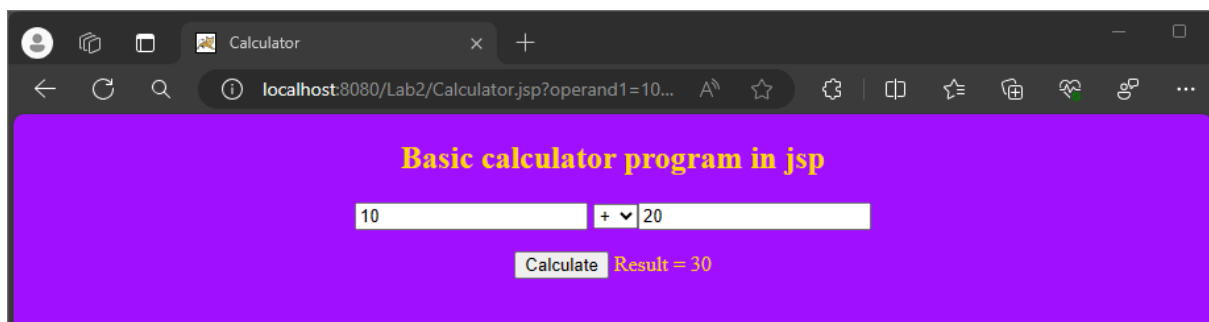 Calculator
localhost:8080/Lab2/Calculator.jsp?operand1=10...
Basic calculator program in jsp
10 + 20
Calculate Result = 30